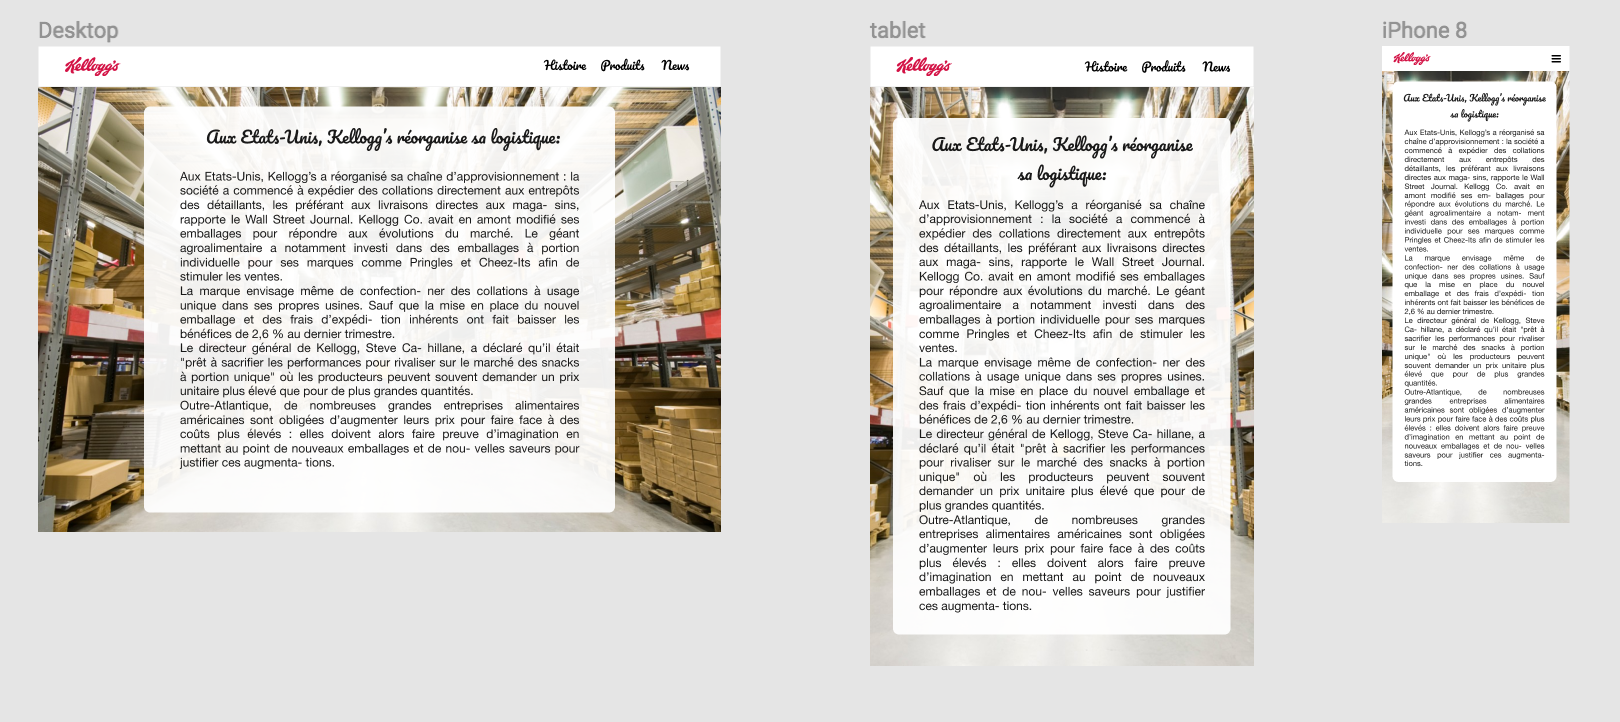 Desktop
Kellogg's
Histoire Produits News
Aux Etats-Unis, Kellogg's réorganise sa logistique:
Aux Etats-Unis, Kellogg's a réorganisé sa chaîne d'approvisionnement : la
société a commencé à expédier des collations directement aux entrepôts
des détaillants, les préférant aux livraisons directes aux maga- sins,
rapporte le Wall Street Journal. Kellogg Co. avait en amont modifié ses
emballages pour répondre aux évolutions du marché. Le géant
agroalimentaire a notamment investi dans des emballages à portion
individuelle pour ses marques comme Pringles et Cheez-Its afin de
stimuler les ventes.
La marque envisage même de confection- ner des collations à usage
unique dans ses propres usines. Sauf que la mise en place du nouvel
emballage et des frais d'expédi- tion inhérents ont fait baisser les
bénéfices de 2,6 % au dernier trimestre.
Le directeur général de Kellogg, Steve Ca- hillane, a déclaré qu'il était
"prêt à sacrifier les performances pour rivaliser sur le marché des snacks
à portion unique" où les producteurs peuvent souvent demander un prix
unitaire plus élevé que pour de plus grandes quantités.
Outre-Atlantique, de nombreuses grandes entreprises alimentaires
américaines sont obligées d'augmenter leurs prix pour faire face à des
coûts plus élevés : elles doivent alors faire preuve d'imagination en
mettant au point de nouveaux emballages et de nou- velles saveurs pour
justifier ces augmenta- tions.
tablet
Kellogg's
Histoire Produits News
Aux Etats-Unis, Kellogg's réorganise
sa logistique:
Aux Etats-Unis, Kellogg's a réorganisé sa chaîne
d'approvisionnement : la société a commencé à
expédier des collations directement aux entrepôts
des détaillants, les préférant aux livraisons directes
aux maga- sins, rapporte le Wall Street Journal.
Kellogg Co. avait en amont modifié ses emballages
pour répondre aux évolutions du marché. Le géant
agroalimentaire a notamment investi dans des
emballages à portion individuelle pour ses marques
comme Pringles et Cheez-Its afin de stimuler les
ventes.
La marque envisage même de confection- ner des
collations à usage unique dans ses propres usines.
Sauf que la mise en place du nouvel emballage et
des frais d'expédi- tion inhérents ont fait baisser les
bénéfices de 2,6 % au dernier trimestre.
Le directeur général de Kellogg, Steve Ca- hillane, a
déclaré qu'il était "prêt à sacrifier les performances
pour rivaliser sur le marché des snacks à portion
unique" où les producteurs peuvent souvent
demander un prix unitaire plus élevé que pour de
plus grandes quantités.
Outre-Atlantique, de nombreuses grandes
entreprises alimentaires américaines sont obligées
d'augmenter leurs prix pour faire face à des coûts
plus élevés : elles doivent alors faire preuve
d'imagination en mettant au point de nouveaux
emballages et de nou- velles saveurs pour justifier
ces augmenta- tions.
iPhone 8
Kellogg's
Aux Etats-Unis, Kellogg's réorganise
sa logistique:
Aux Etats-Unis, Kellogg's a réorganisé sa
chaîne d'approvisionnement : la société a
commencé à expédier des collations
directement aux entrepôts des
détaillants, les préférant aux livraisons
directes aux maga- sins, rapporte le Wall
Street Journal. Kellogg Co. avait en
amont modifié ses em- ballages pour
répondre aux évolutions du marché. Le
géant agroalimentaire a notam- ment
investi dans des emballages à portion
individuelle pour ses marques comme
Pringles et Cheez-Its afin de stimuler les
ventes.
La marque envisage même de
confection- ner des collations à usage
unique dans ses propres usines. Sauf
que la mise en place du nouvel
emballage et des frais d'expédi- tion
inhérents ont fait baisser les bénéfices de
2,6 % au dernier trimestre.
Le directeur général de Kellogg, Steve
Ca- hillane, a déclaré qu'il était "prêt à
sacrifier les performances pour rivaliser
sur le marché des snacks à portion
unique" où les producteurs peuvent
souvent demander un prix unitaire plus
élevé que pour de plus grandes
quantités.
Outre-Atlantique, de nombreuses
grandes entreprises alimentaires
américaines sont obligées d'augmenter
leurs prix pour faire face à des coûts plus
élevés : elles doivent alors faire preuve
d'imagination en mettant au point de
nouveaux emballages et de nou- velles
saveurs pour justifier ces augmenta-
tions.